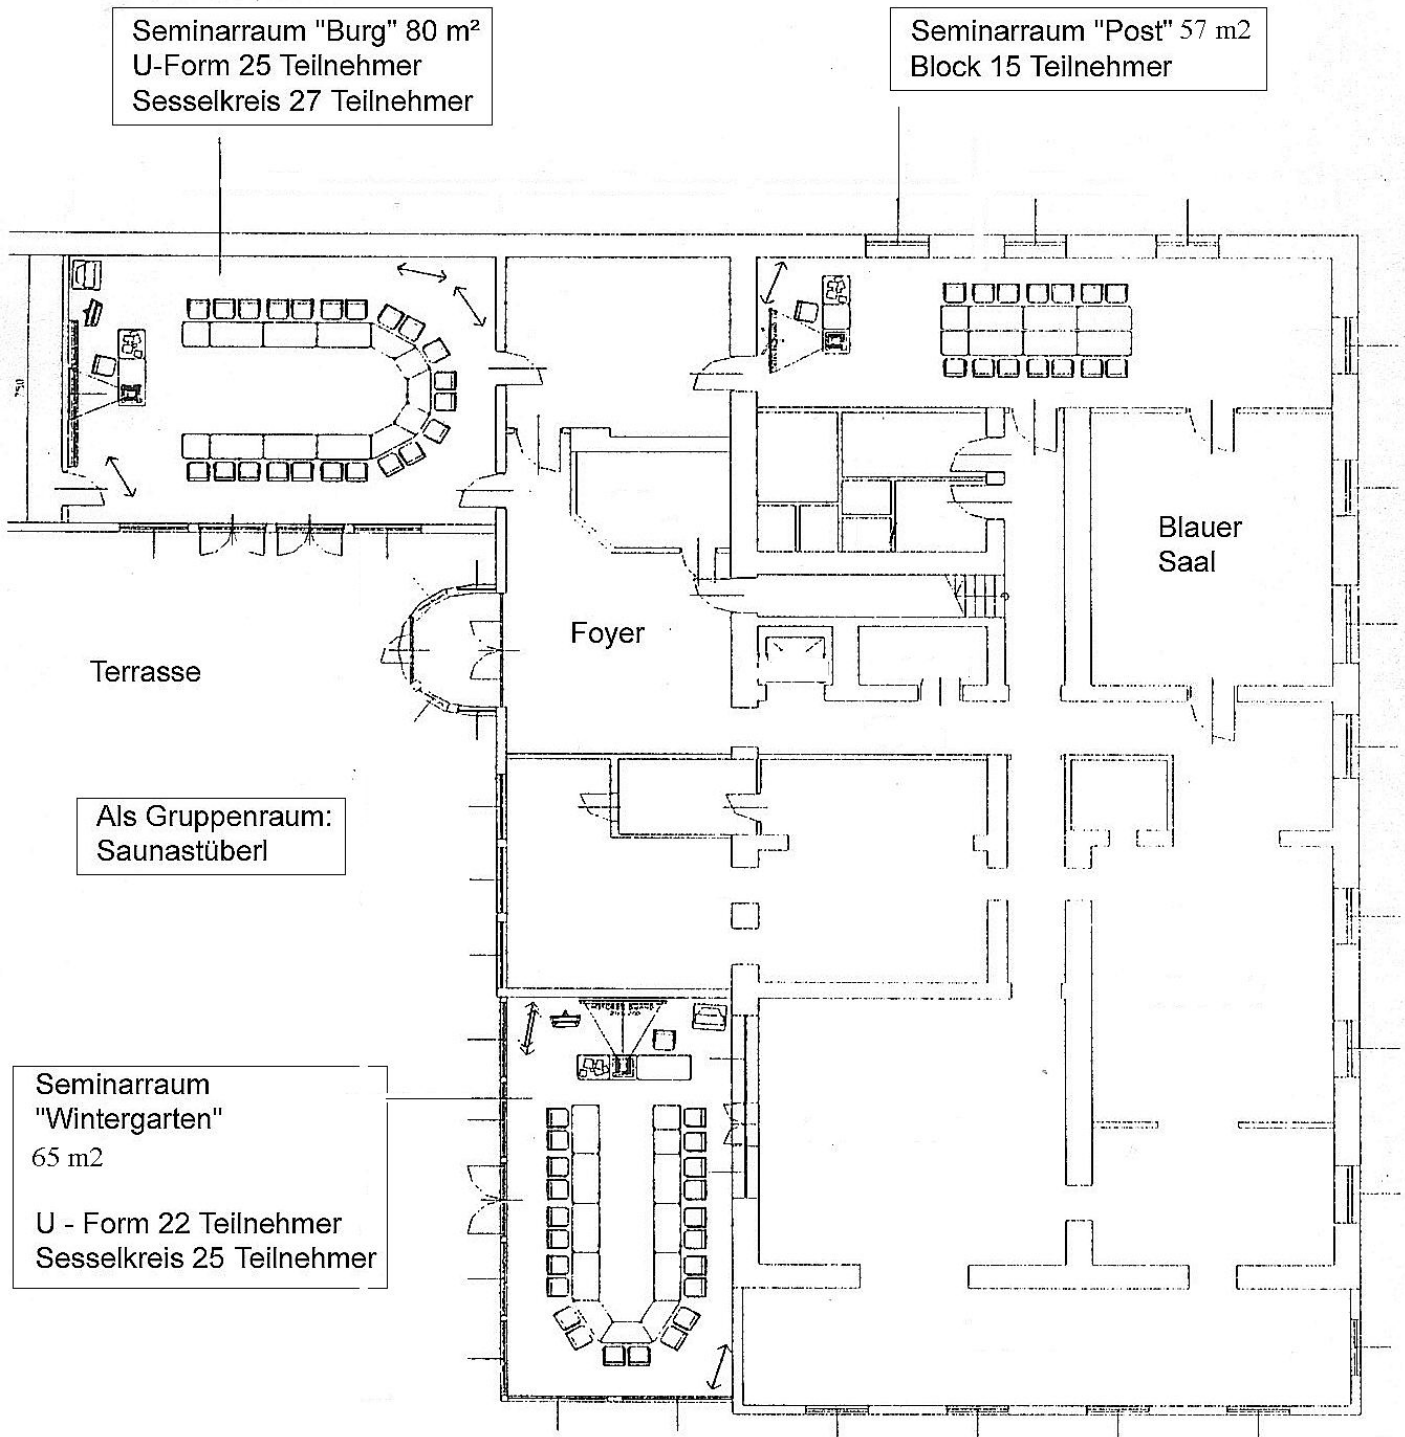 Seminarraum "Burg" 80 m²
U-Form 25 Teilnehmer
Sesselkreis 27 Teilnehmer
Seminarraum "Post" 57 m2
Block 15 Teilnehmer
750
Blauer
Saal
Foyer
Terrasse
Als Gruppenraum:
Saunastüberl
Seminarraum
"Wintergarten"
65 m2
U - Form 22 Teilnehmer
Sesselkreis 25 Teilnehmer